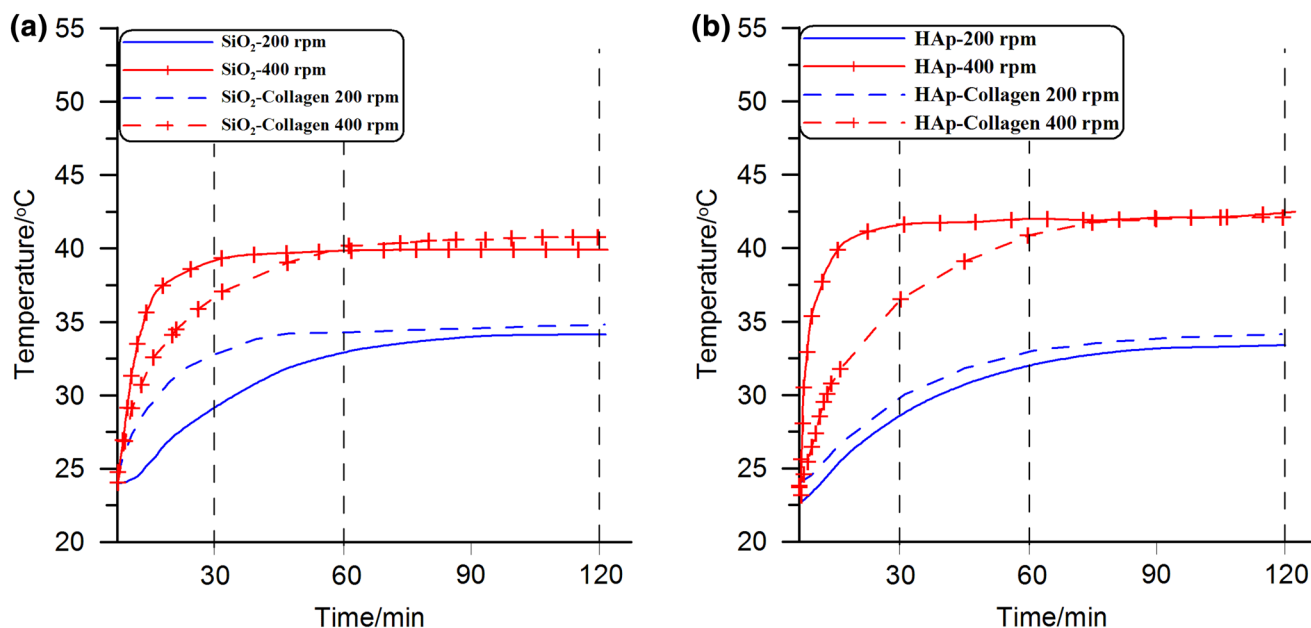 (a)
SiO₂-200 rpm
SiO₂-400 rpm
SiO₂-Collagen 200 rpm
SiO₂-Collagen 400 rpm
55
50
45
40
35
30
25
20
Temperature/°C
30 60 90 120
Time/min
(b)
HAp-200 rpm
HAp-400 rpm
HAp-Collagen 200 rpm
HAp-Collagen 400 rpm
55
50
45
40
35
30
25
20
Temperature/°C
30 60 90 120
Time/min